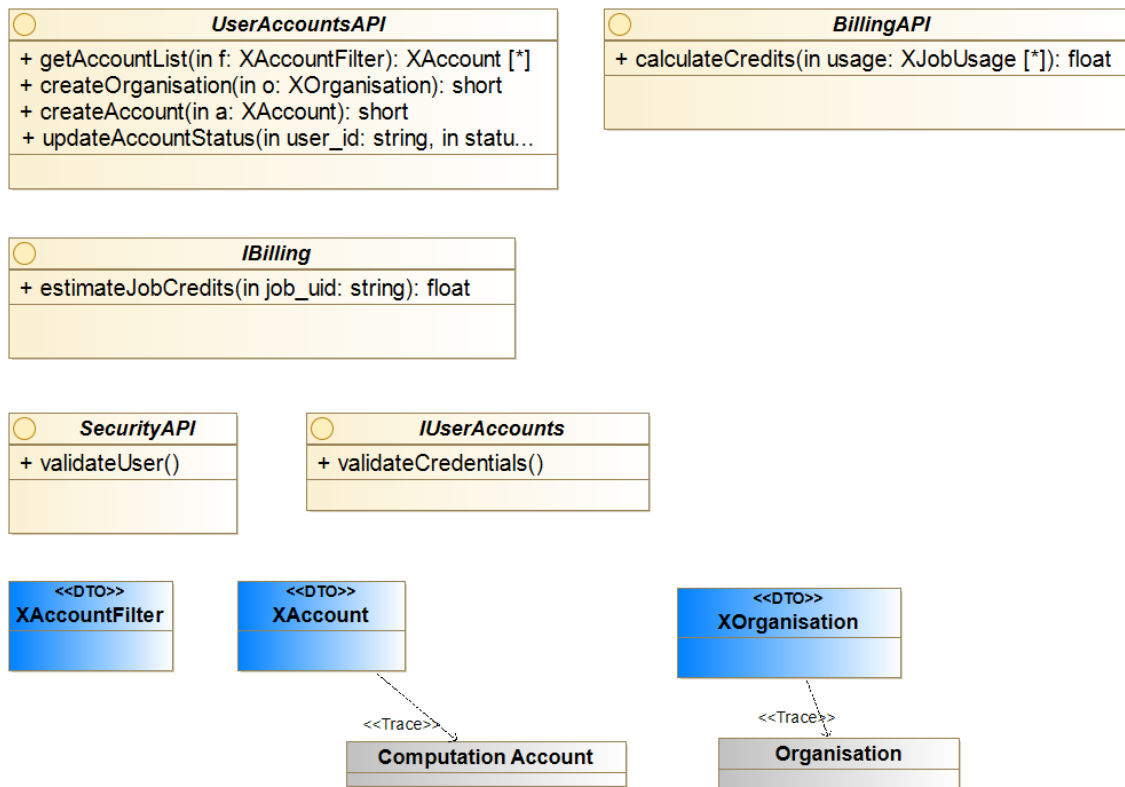 UserAccountsAPI
+ getAccountList(in f: XAccountFilter): XAccount [*]
+ createOrganisation(in o: XOrganisation): short
+ createAccount(in a: XAccount): short
+ updateAccountStatus(in user_id: string, in statu...
BillingAPI
+ calculateCredits(in usage: XJobUsage [*]): float
IBilling
+ estimateJobCredits(in job_uid: string): float
SecurityAPI
+ validateUser()
IUserAccounts
+ validateCredentials()
<<DTO>>
XAccountFilter
<<DTO>>
XAccount
<<DTO>>
XOrganisation
<<Trace>>
<<Trace>>
Computation Account
Organisation